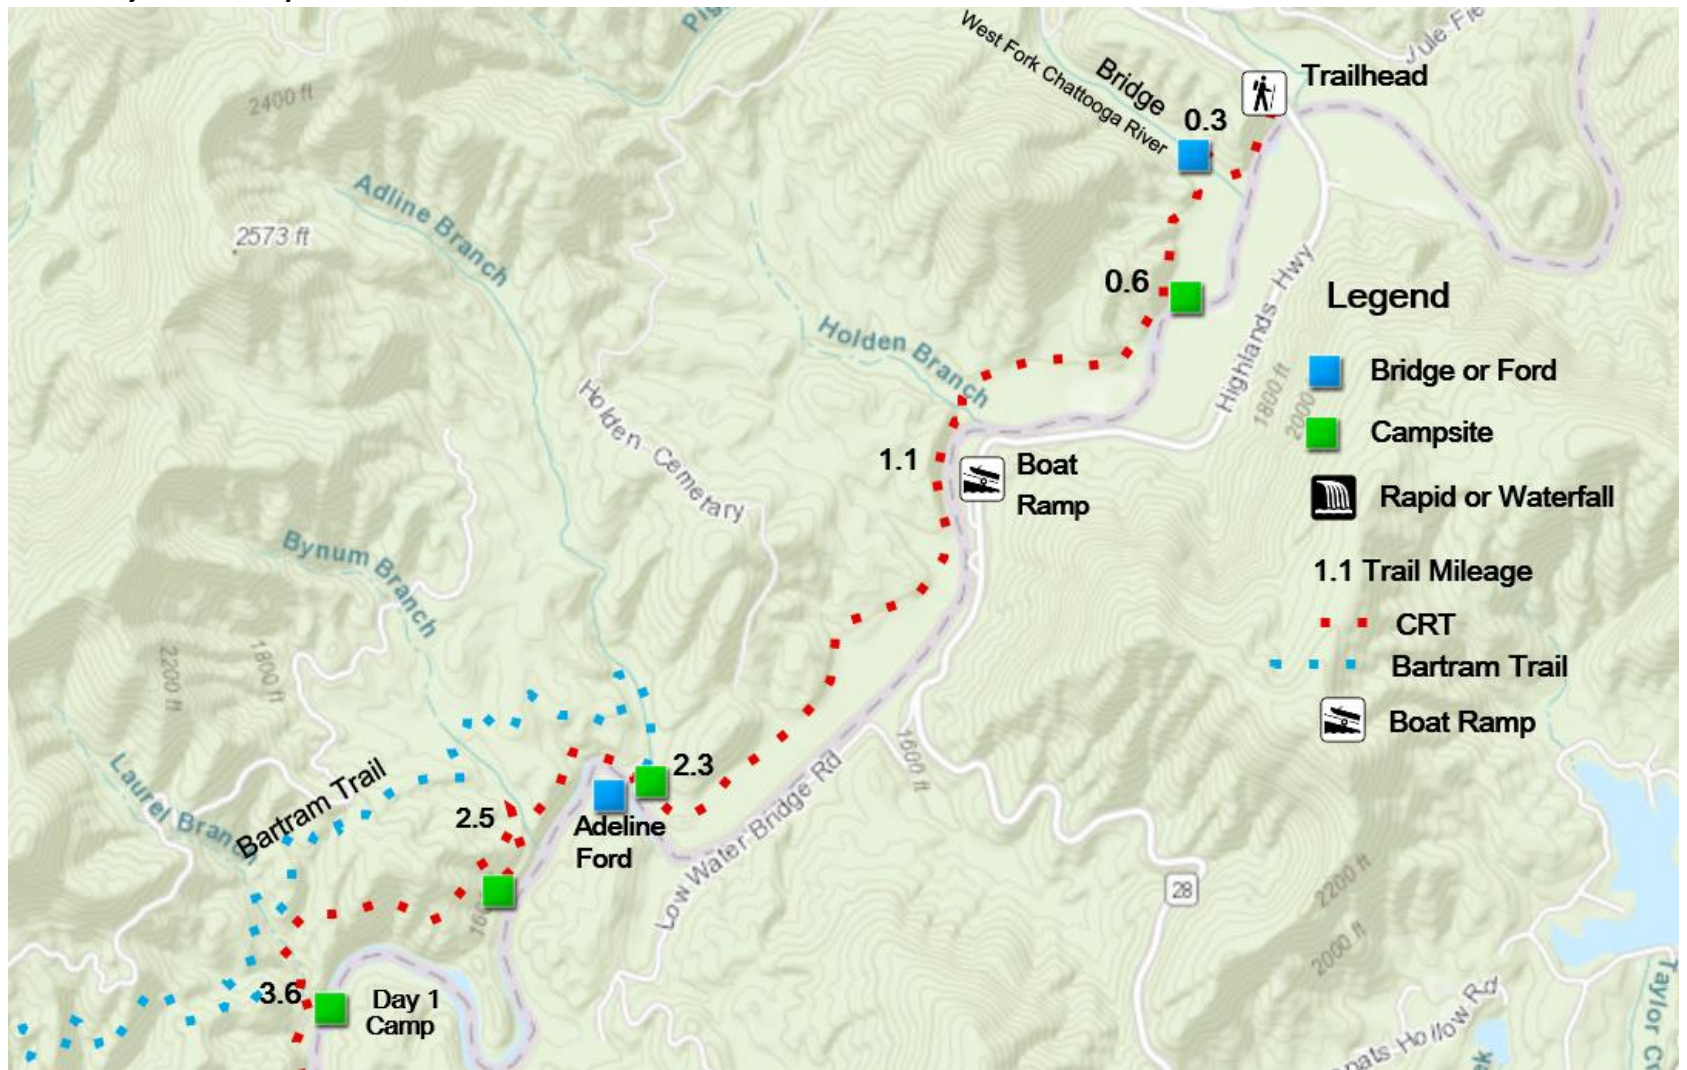 West Fork Chattooga River
Bridge
0.3
Trailhead
2400 ft
Adline Branch
2573 ft
0.6
Legend
Holden Branch
Highlands Hwy
1800 ft
Bridge or Ford
Campsite
Holden Cemetary
1.1
Boat
Ramp
Rapid or Waterfall
1.1 Trail Mileage
CRT
Bartram Trail
Boat Ramp
Bynum Branch
2200 ft
1800 ft
Laurel Branch
Bartram Trail
2.3
2.5
Adeline
Ford
Low Water Bridge Rd
1600 ft
28
2200 ft
2000 ft
3.6
Day 1
Camp
Hollow Rd
Taylor